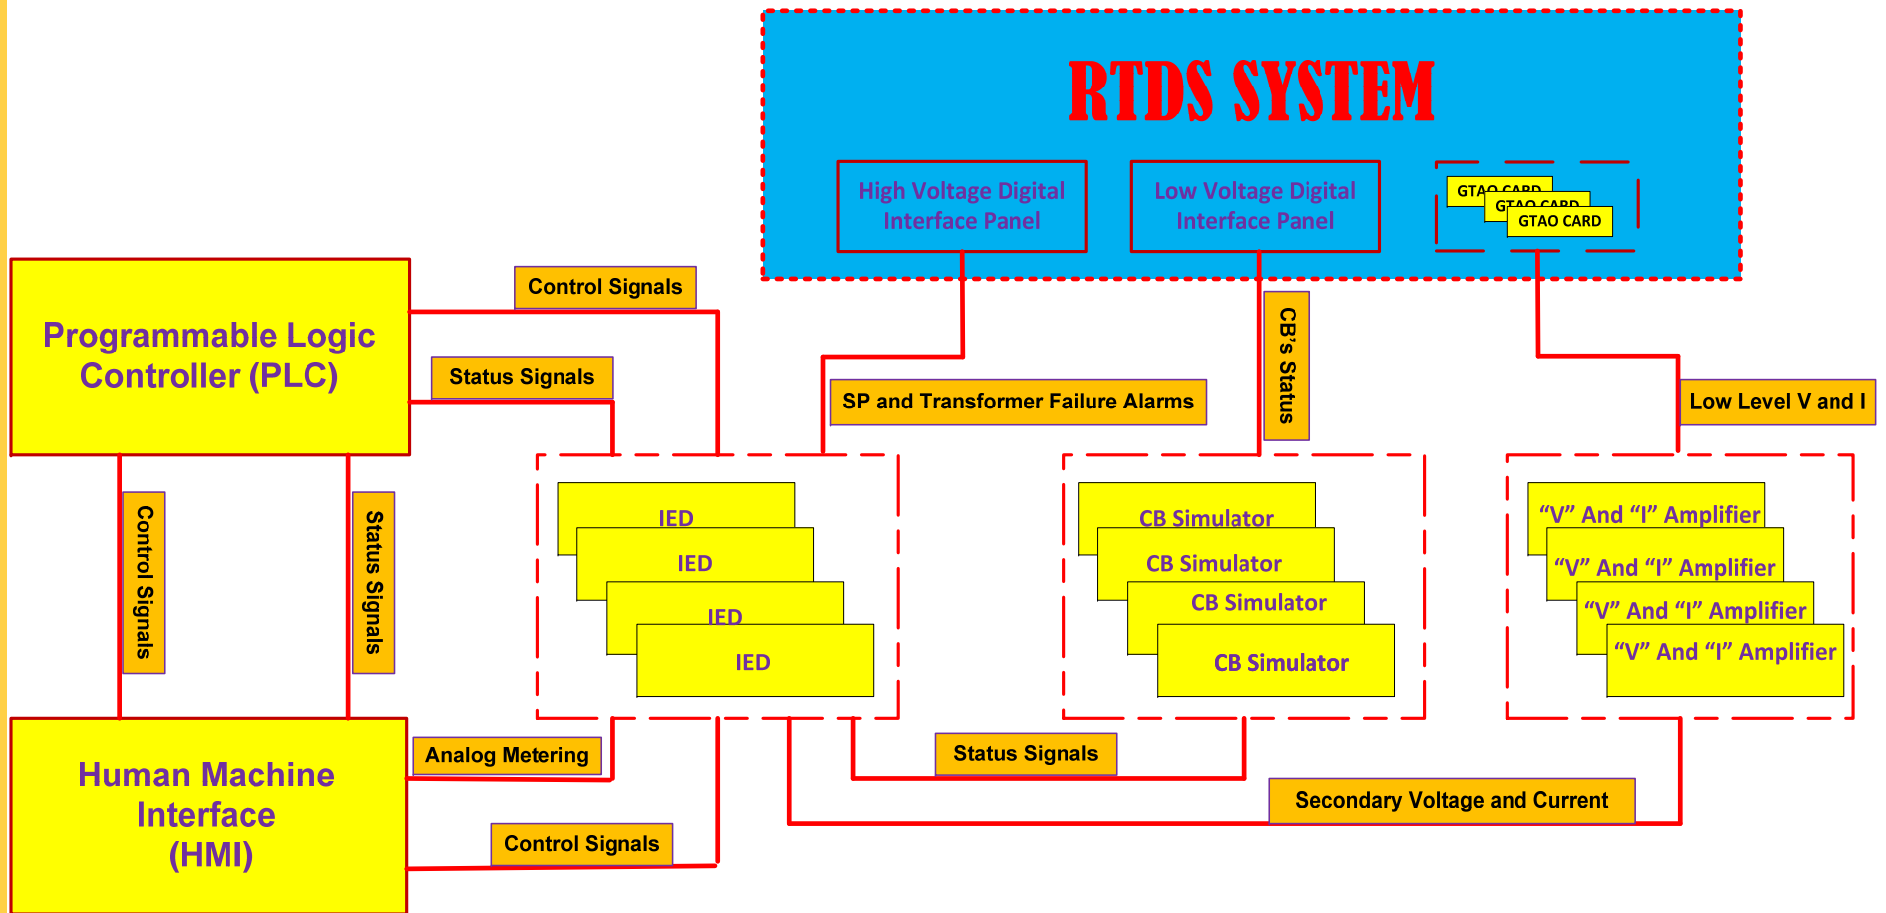 RTDS SYSTEM
High Voltage Digital
Interface Panel
Low Voltage Digital
Interface Panel
GTAO CARD
GTAO CARD
GTAO CARD
Control Signals
Programmable Logic
Controller (PLC)
Status Signals
SP and Transformer Failure Alarms
CB's Status
Low Level V and I
Control Signals
Status Signals
IED
IED
IED
IED
CB Simulator
CB Simulator
CB Simulator
CB Simulator
“V” And “I” Amplifier
“V” And “I” Amplifier
“V” And “I” Amplifier
“V” And “I” Amplifier
Human Machine
Interface
(HMI)
Analog Metering
Status Signals
Secondary Voltage and Current
Control Signals